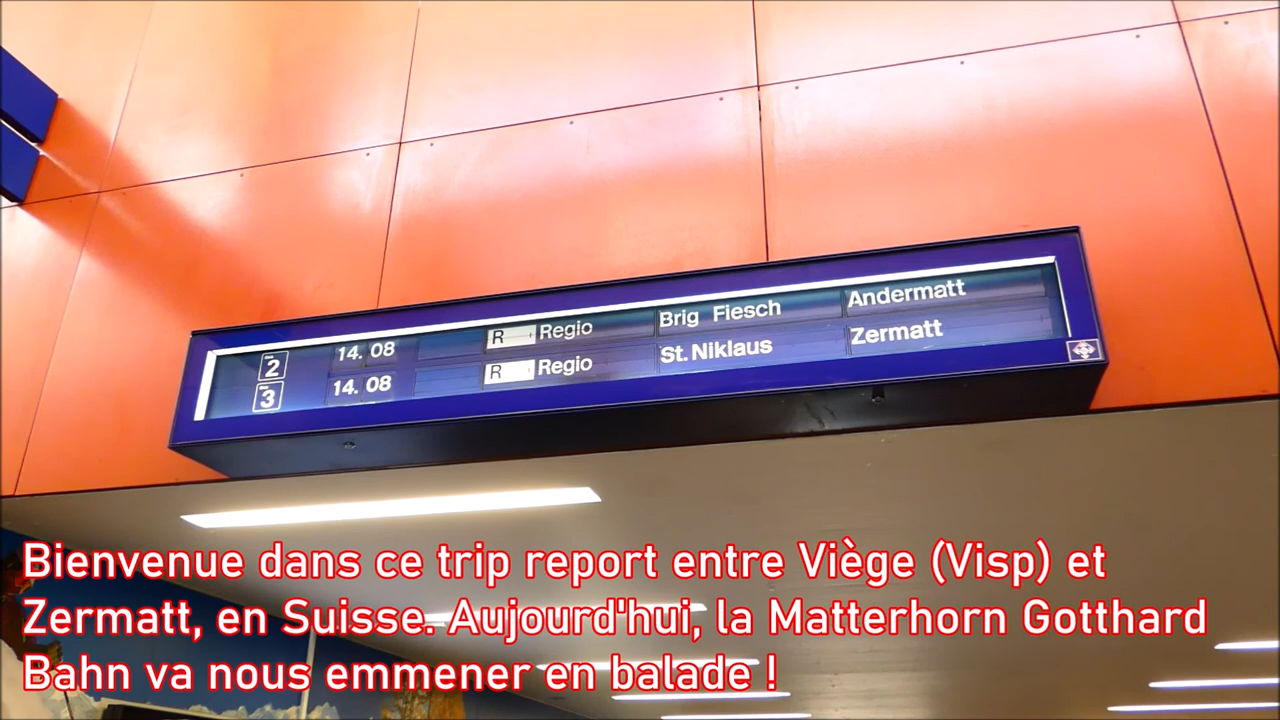 2 14. 08 R Regio Brig Fiesch Andermatt
3 14. 08 R Regio St. Niklaus Zermatt
Bienvenue dans ce trip report entre Viège (Visp) et
Zermatt, en Suisse. Aujourd'hui, la Matterhorn Gotthard
Bahn va nous emmener en balade !